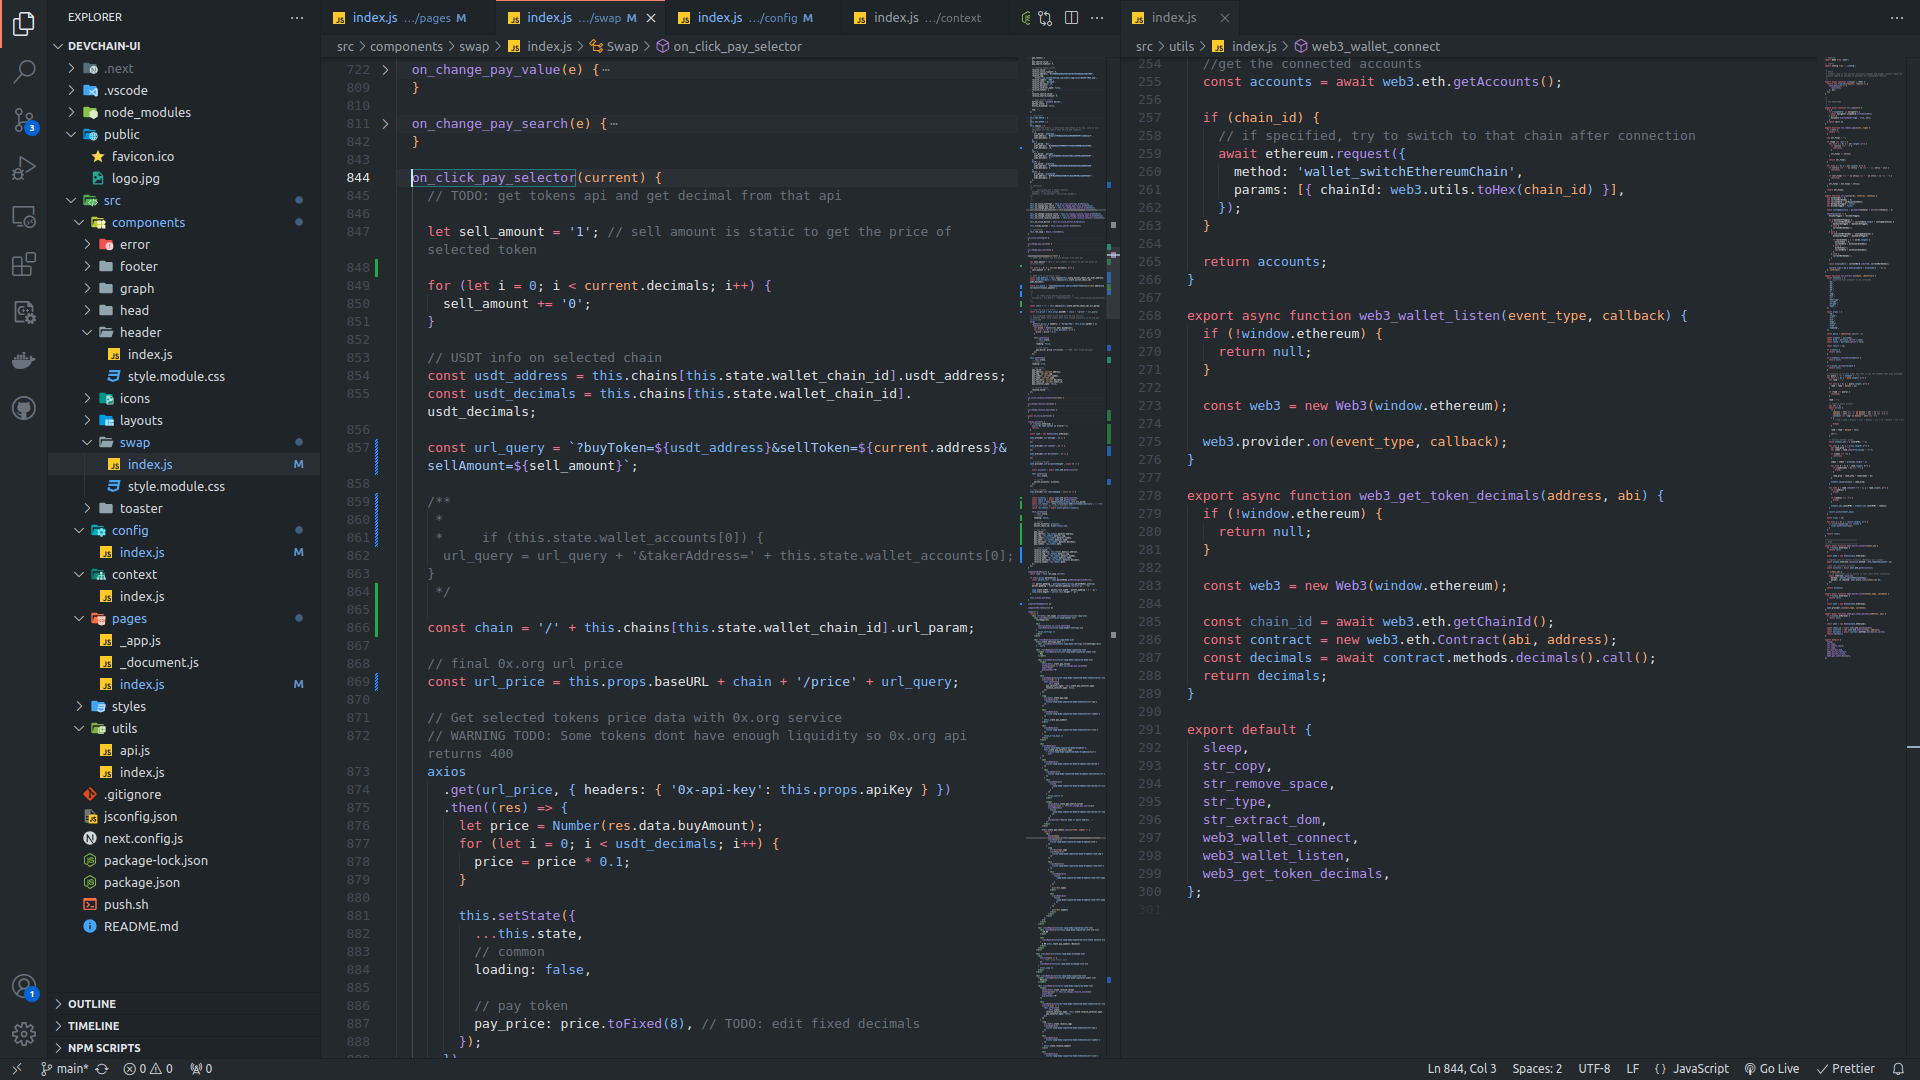 EXPLORER
DEVCHAIN-UI
.next
.vscode
node_modules
public
favicon.ico
logo.jpg
src
components
error
footer
graph
head
header
index.js
style.module.css
icons
layouts
swap
index.js M
style.module.css
toaster
config
index.js M
context
index.js
pages
_app.js
_document.js
index.js M
styles
utils
api.js
index.js
.gitignore
jsconfig.json
next.config.js
package-lock.json
package.json
push.sh
README.md
OUTLINE
TIMELINE
NPM SCRIPTS
3
1
index.js .../pages M
index.js .../swap M
index.js .../config M
index.js .../context
src > components > swap > index.js > Swap > on_click_pay_selector
722 on_change_pay_value(e) {
809 }
810
811 on_change_pay_search(e) {
842 }
843
844 on_click_pay_selector(current) {
845 // TODO: get tokens api and get decimal from that api
846
847 let sell_amount = '1'; // sell amount is static to get the price of
selected token
848
849 for (let i = 0; i < current.decimals; i++) {
850 sell_amount += '0';
851 }
852
853 // USDT info on selected chain
854 const usdt_address = this.chains[this.state.wallet_chain_id].usdt_address;
855 const usdt_decimals = this.chains[this.state.wallet_chain_id].
usdt_decimals;
856
857 const url_query = `?buyToken=${usdt_address}&sellToken=${current.address}&
sellAmount=${sell_amount}`;
858
859 /**
860 *
861 * if (this.state.wallet_accounts[0]) {
862 url_query = url_query + '&takerAddress=' + this.state.wallet_accounts[0];
863 }
864 */
865
866 const chain = '/' + this.chains[this.state.wallet_chain_id].url_param;
867
868 // final 0x.org url price
869 const url_price = this.props.baseURL + chain + '/price' + url_query;
870
871 // Get selected tokens price data with 0x.org service
872 // WARNING TODO: Some tokens dont have enough liquidity so 0x.org api
returns 400
873 axios
874 .get(url_price, { headers: { '0x-api-key': this.props.apiKey } })
875 .then((res) => {
876 let price = Number(res.data.buyAmount);
877 for (let i = 0; i < usdt_decimals; i++) {
878 price = price * 0.1;
879 }
880
881 this.setState({
882 ...this.state,
883 // common
884 loading: false,
885
886 // pay token
887 pay_price: price.toFixed(8), // TODO: edit fixed decimals
888 });
index.js
src > utils > index.js > web3_wallet_connect
254 //get the connected accounts
255 const accounts = await web3.eth.getAccounts();
256
257 if (chain_id) {
258 // if specified, try to switch to that chain after connection
259 await ethereum.request({
260 method: 'wallet_switchEthereumChain',
261 params: [{ chainId: web3.utils.toHex(chain_id) }],
262 });
263 }
264
265 return accounts;
266 }
267
268 export async function web3_wallet_listen(event_type, callback) {
269 if (!window.ethereum) {
270 return null;
271 }
272
273 const web3 = new Web3(window.ethereum);
274
275 web3.provider.on(event_type, callback);
276 }
277
278 export async function web3_get_token_decimals(address, abi) {
279 if (!window.ethereum) {
280 return null;
281 }
282
283 const web3 = new Web3(window.ethereum);
284
285 const chain_id = await web3.eth.getChainId();
286 const contract = new web3.eth.Contract(abi, address);
287 const decimals = await contract.methods.decimals().call();
288 return decimals;
289 }
290
291 export default {
292 sleep,
293 str_copy,
294 str_remove_space,
295 str_type,
296 str_extract_dom,
297 web3_wallet_connect,
298 web3_wallet_listen,
299 web3_get_token_decimals,
300 };
301
main* 0 0 0
Ln 844, Col 3 Spaces: 2 UTF-8 LF {} JavaScript Go Live Prettier